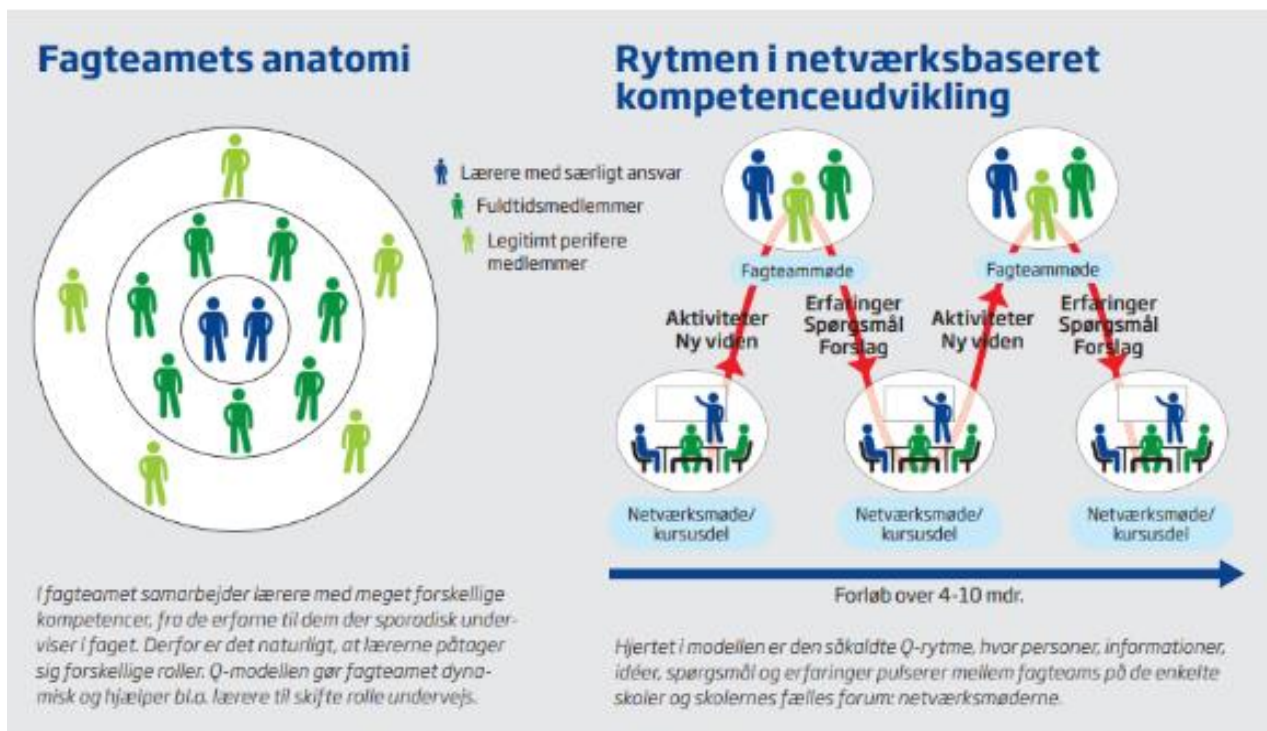 Fagteamets anatomi
Lærere med særligt ansvar
Fuldtidsmedlemmer
Legitimt perifere
medlemmer
I fagteamet samarbejder lærere med meget forskellige
kompetencer, fra de erfarne til dem der sporadisk under-
viser i faget. Derfor er det naturligt, at lærerne påtager
sig forskellige roller. Q-modellen gør fagteamet dyna-
misk og hjælper bl.a. lærere til skifte rolle undervejs.
Rytmen i netværksbaseret
kompetenceudvikling
Fagteammøde
Fagteammøde
Aktiviteter
Ny viden
Erfaringer
Spørgsmål
Forslag
Aktiviteter
Ny viden
Erfaringer
Spørgsmål
Forslag
Netværksmøde/
kursusdel
Netværksmøde/
kursusdel
Netværksmøde/
kursusdel
Forløb over 4-10 mdr.
Hjertet i modellen er den såkaldte Q-rytme, hvor personer, informationer,
idéer, spørgsmål og erfaringer pulserer mellem fagteams på de enkelte
skoler og skolernes fælles forum: netværksmøderne.